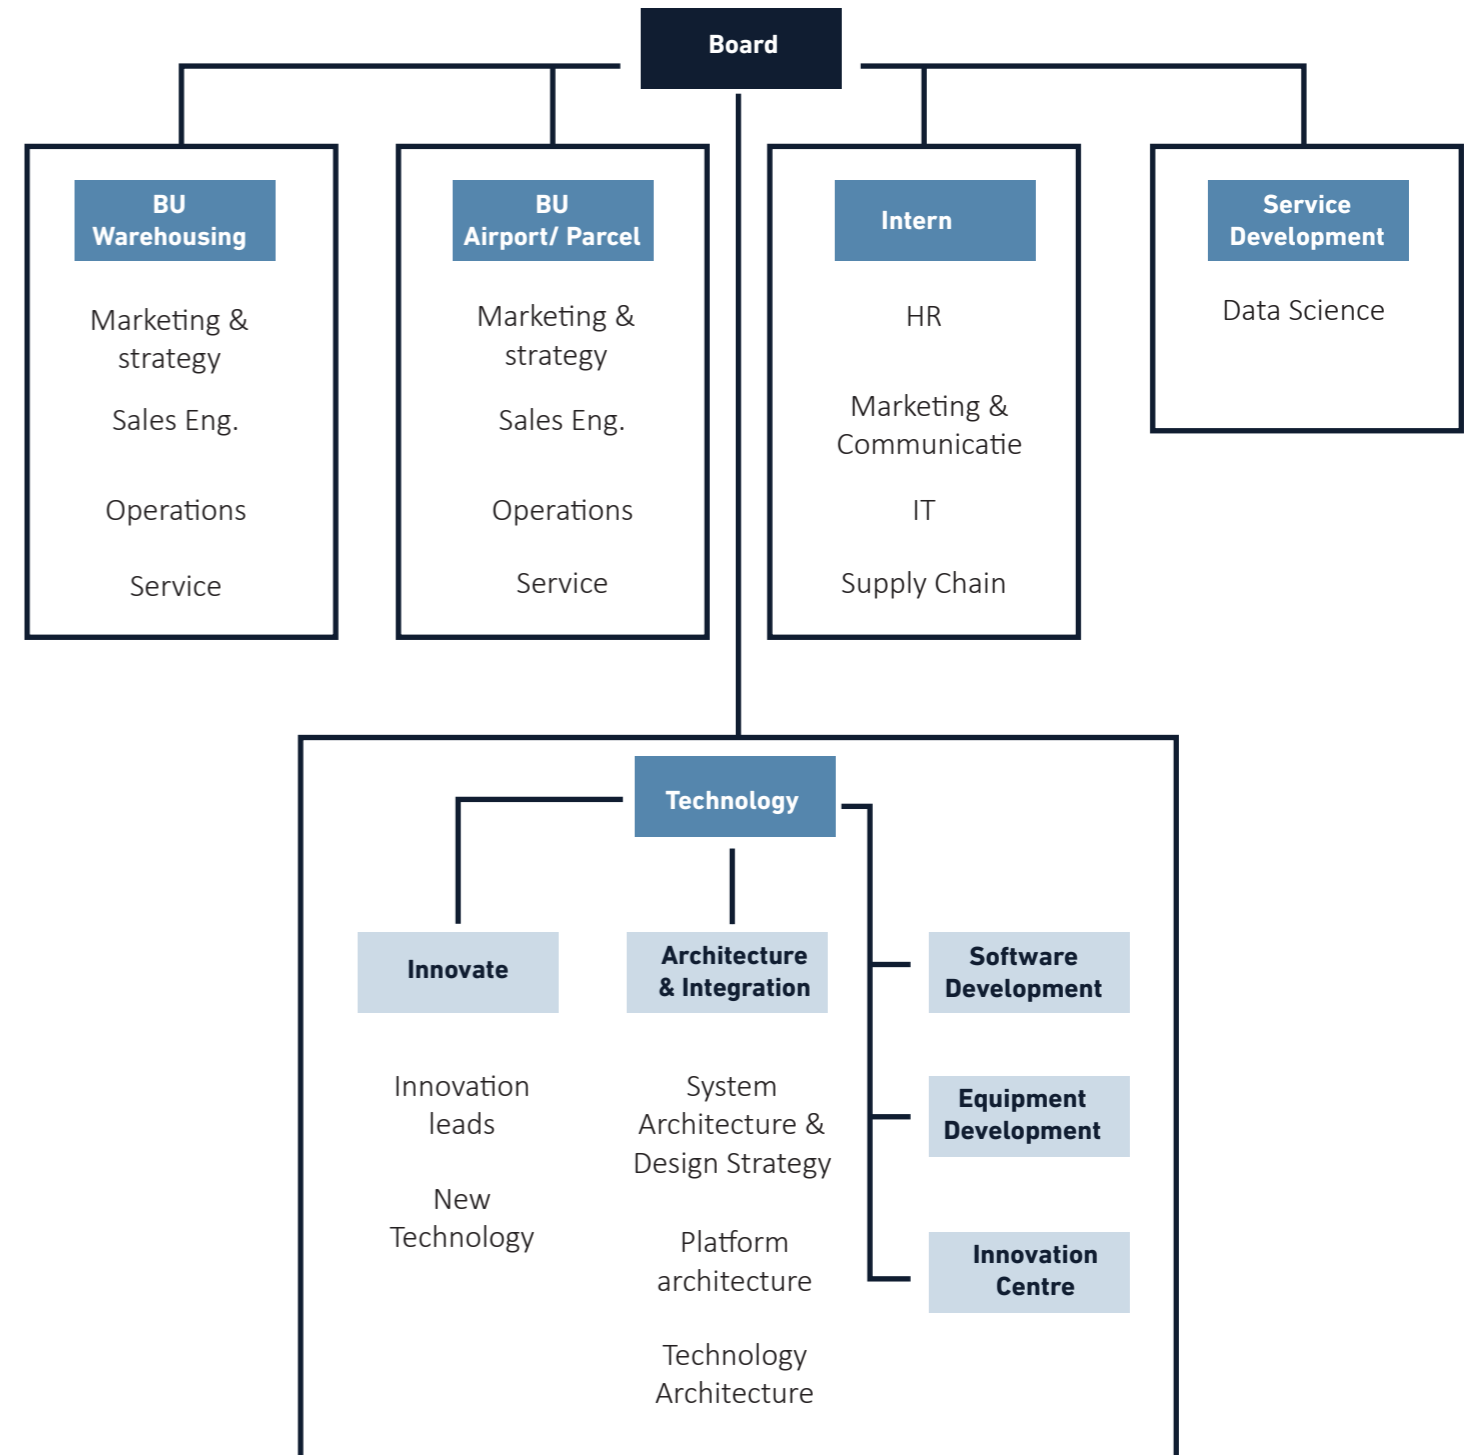 Board
BU
Warehousing
Marketing &
strategy
Sales Eng.
Operations
Service
BU
Airport/ Parcel
Marketing &
strategy
Sales Eng.
Operations
Service
Intern
HR
Marketing &
Communicatie
IT
Supply Chain
Service
Development
Data Science
Technology
Innovate
Innovation
leads
New
Technology
Architecture
& Integration
System
Architecture &
Design Strategy
Platform
architecture
Technology
Architecture
Software
Development
Equipment
Development
Innovation
Centre